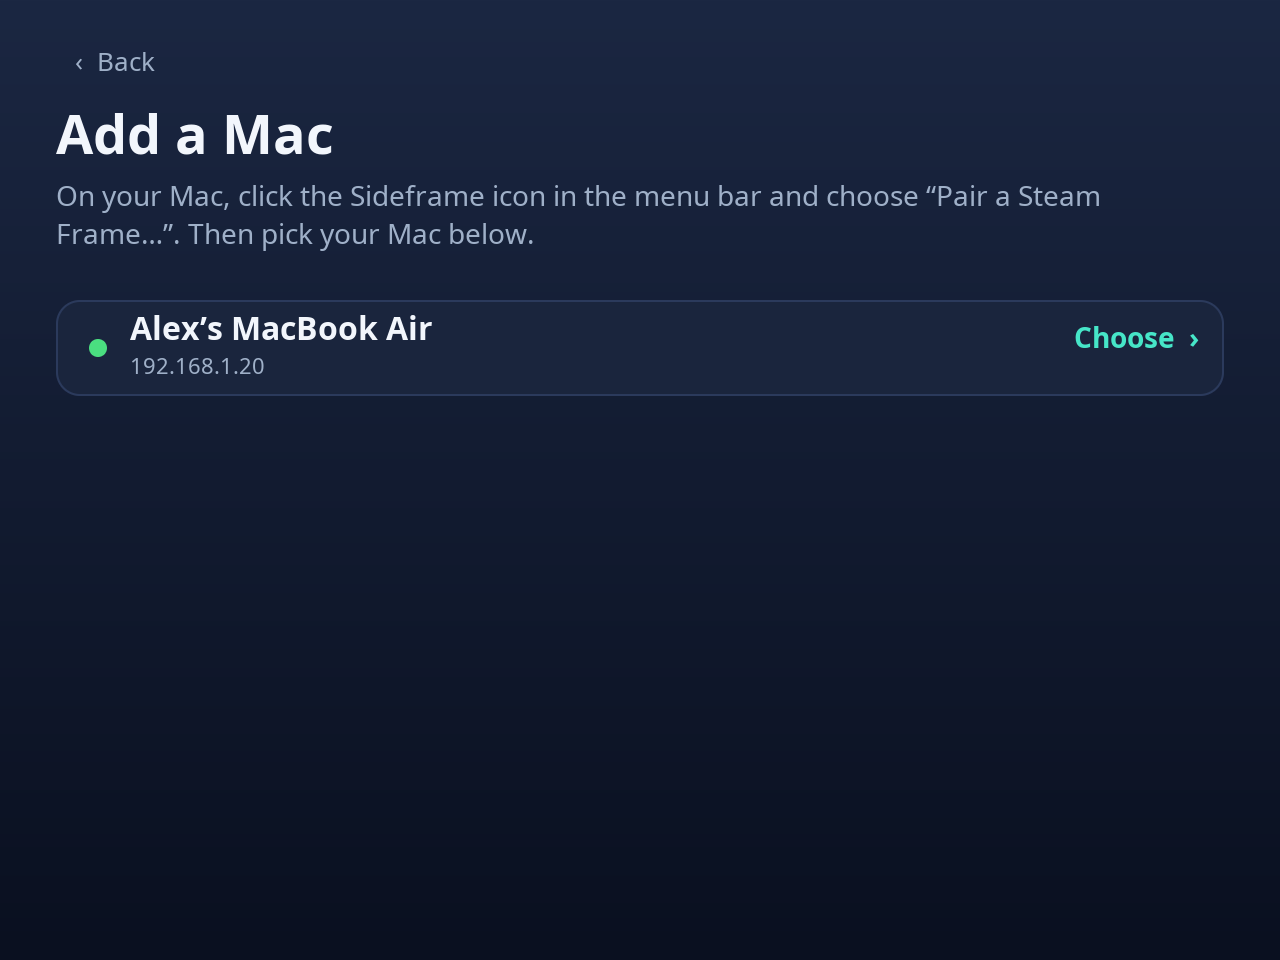 ‹ Back
Add a Mac
On your Mac, click the Sideframe icon in the menu bar and choose “Pair a Steam
Frame…”. Then pick your Mac below.
Alex’s MacBook Air
192.168.1.20
Choose ›